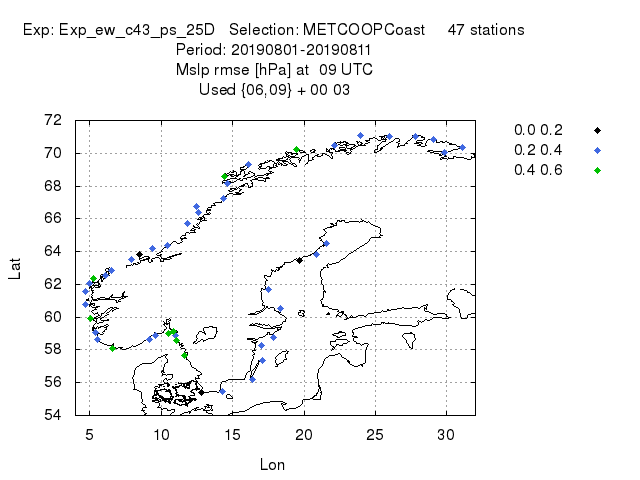 Exp: Exp_ew_c43_ps_25D Selection: METCOOPCoast 47 stations
Period: 20190801-20190811
Mslp rmse [hPa] at 09 UTC
Used {06,09} + 00 03
72
70
68
66
64
62
60
58
56
54
Lat
5 10 15 20 25 30
Lon
0.0 0.2
0.2 0.4
0.4 0.6